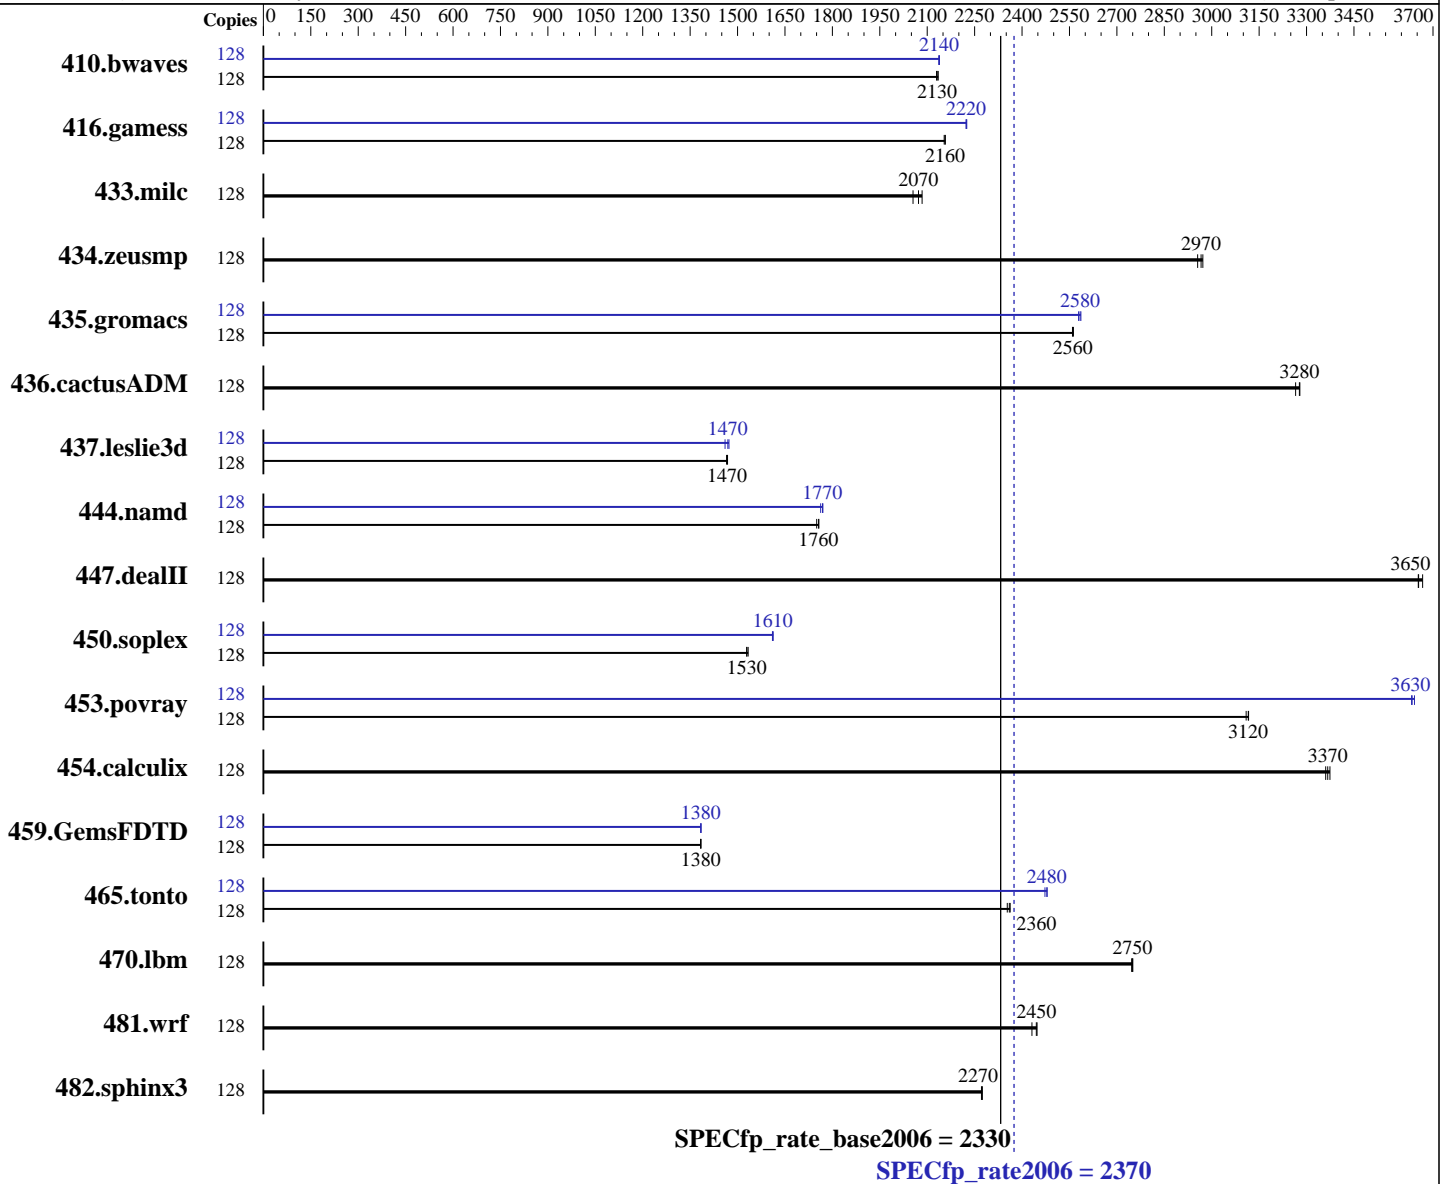 Copies 0 150 300 450 600 750 900 1050 1350 1500 1650 1800 1950 2100 2250 2400 2550 2700 2850 3000 3150 3300 3450 3700
410.bwaves 128 2140
128 2130
416.gamess 128 2220
128 2160
433.milc 128 2070
434.zeusmp 128 2970
435.gromacs 128 2580
128 2560
436.cactusADM 128 3280
437.leslie3d 128 1470
128 1470
444.namd 128 1770
128 1760
447.dealII 128 3650
450.soplex 128 1610
128 1530
453.povray 128 3630
128 3120
454.calculix 128 3370
459.GemsFDTD 128 1380
128 1380
465.tonto 128 2480
128 2360
470.lbm 128 2750
481.wrf 128 2450
482.sphinx3 128 2270
SPECfp_rate_base2006 = 2330
SPECfp_rate2006 = 2370